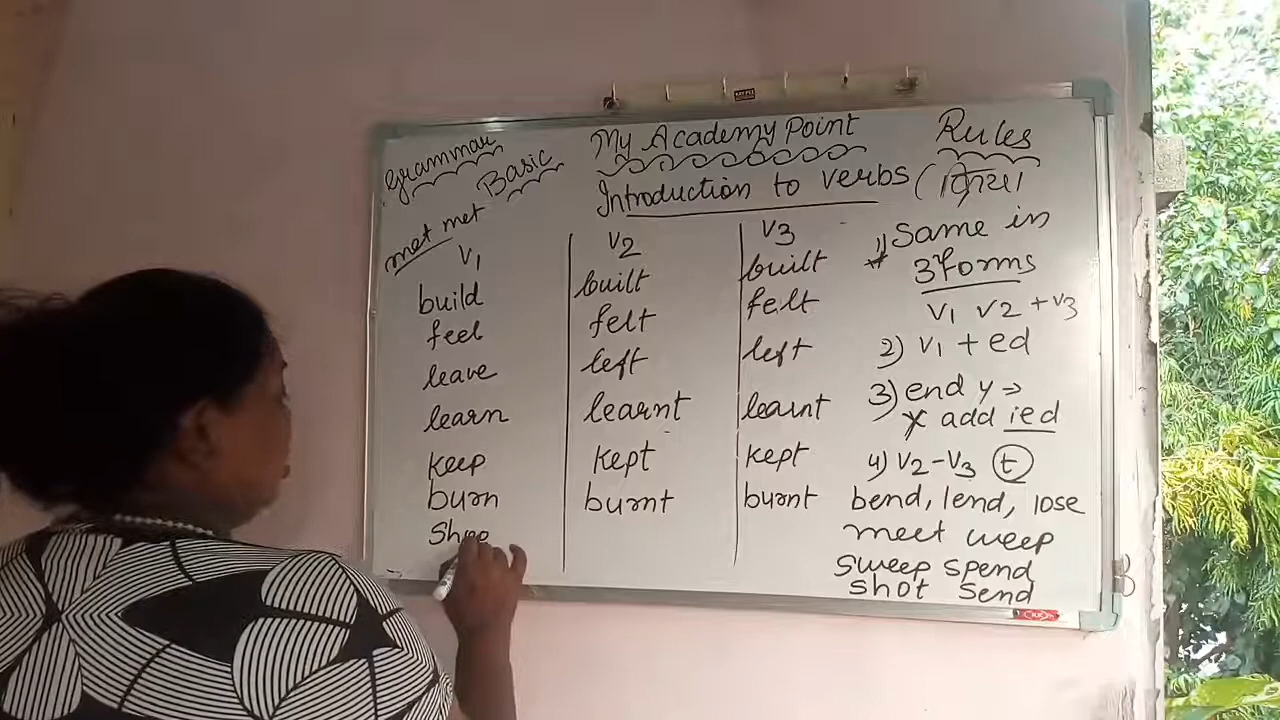 Grammar
Basic
My Academy Point
Rules
Introduction to verbs (क्रिया)
met met
V1 V2 V3
build built built
feel felt felt
leave left left
learn learnt learnt
keep kept kept
burn burnt burnt
Shoo
1) Same in
3 Forms
V1 V2 + V3
2) V1 + ed
3) end y ⇒
y add ied
4) V2 - V3 t
bend, lend, lose
meet weep
sweep spend
shot send